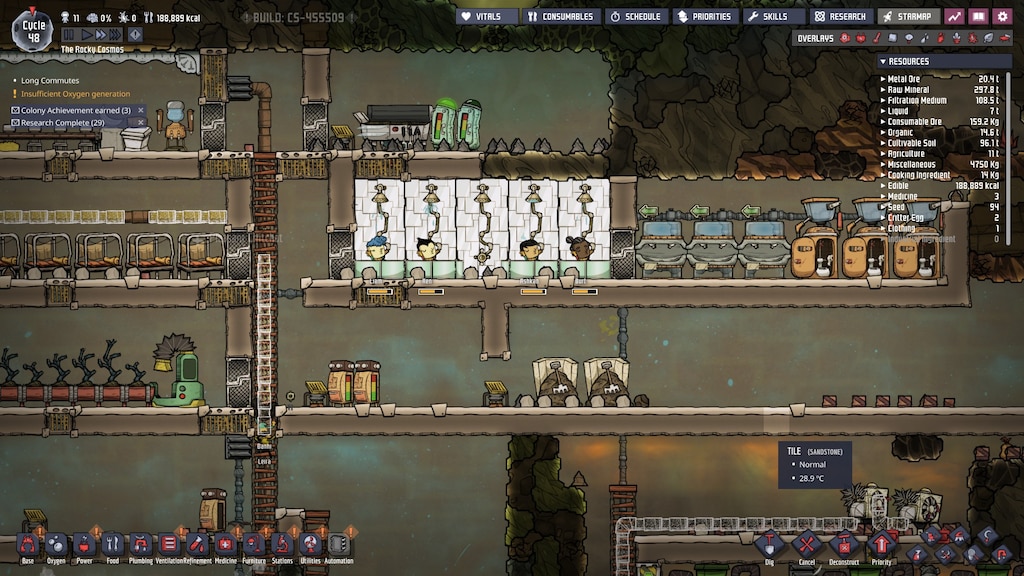 Cycle
48
11
0%
0
188,889 kcal
BUILD: CS-455509
VITALS
CONSUMABLES
SCHEDULE
PRIORITIES
SKILLS
RESEARCH
STARMAP
The Rocky Cosmos
OVERLAYS
Long Commutes
Insufficient Oxygen generation
Colony Achievement earned (3)
Research Complete (29)
RESOURCES
Metal Ore 20.4 t
Raw Mineral 297.8 t
Filtration Medium 108.5 t
Liquid 7 t
Consumable Ore 159.2 Kg
Organic 14.6 t
Cultivable Soil 96.1 t
Agriculture 11 t
Miscellaneous 4750 Kg
Cooking Ingredient 14 Kg
Edible 188,889 kcal
Medicine 3
Seed 94
Critter Egg 2
Clothing 1
0
TILE (SANDSTONE)
Normal
28.9 °C
Leira
Base
Oxygen
Power
Food
Plumbing
Ventilation
Refinement
Medicine
Furniture
Stations
Utilities
Automation
Dig
Cancel
Deconstruct
Priority